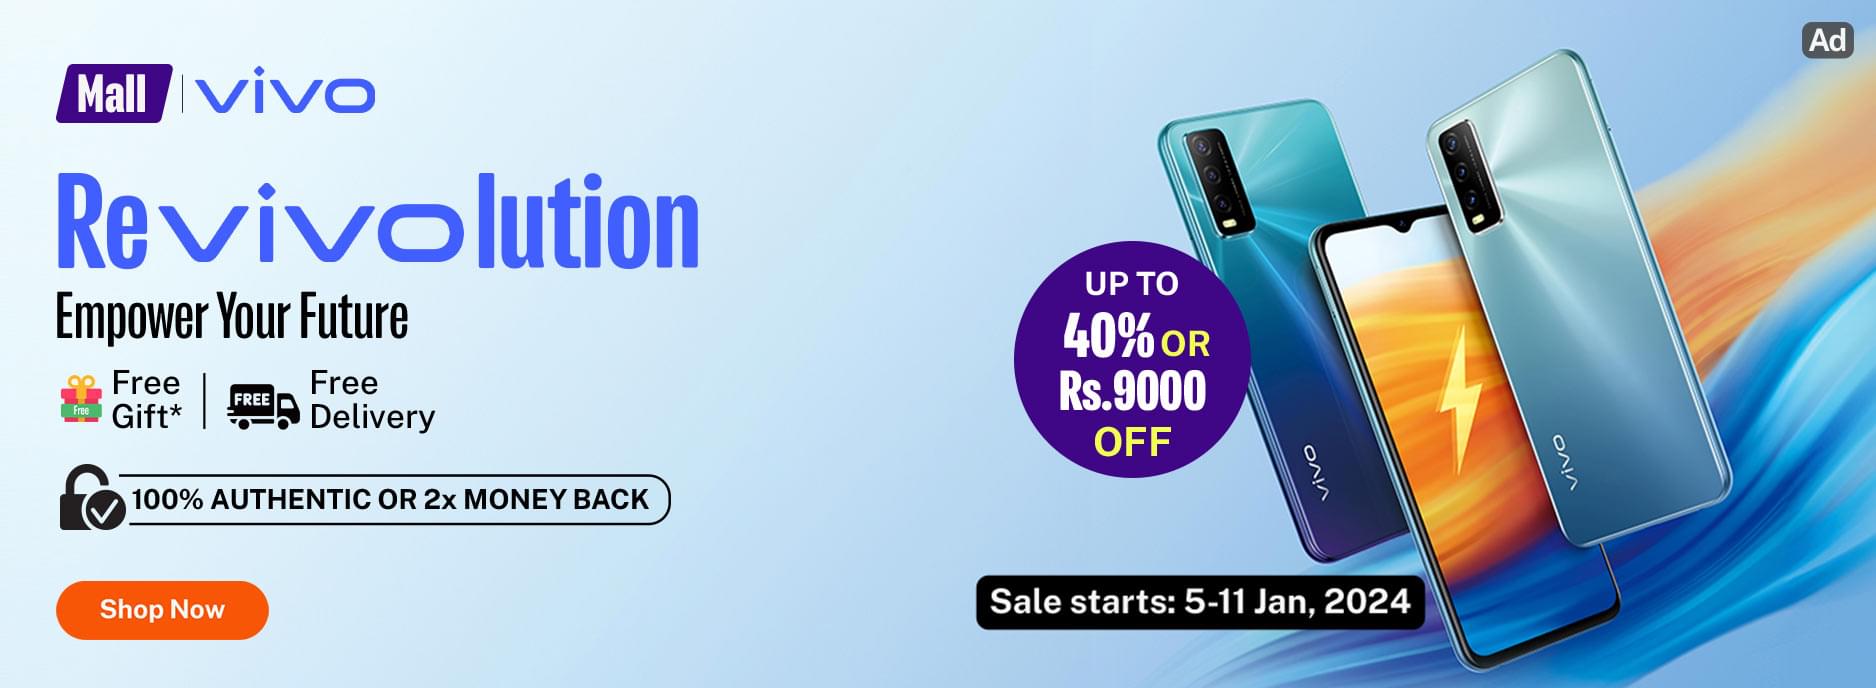 Ad
Mall | vivo
Revivolution
Empower Your Future
Free
Free
Gift*
FREE
Free
Delivery
100% AUTHENTIC OR 2x MONEY BACK
Shop Now
UP TO
40% OR
Rs.9000
OFF
Sale starts: 5-11 Jan, 2024
vivo
vivo